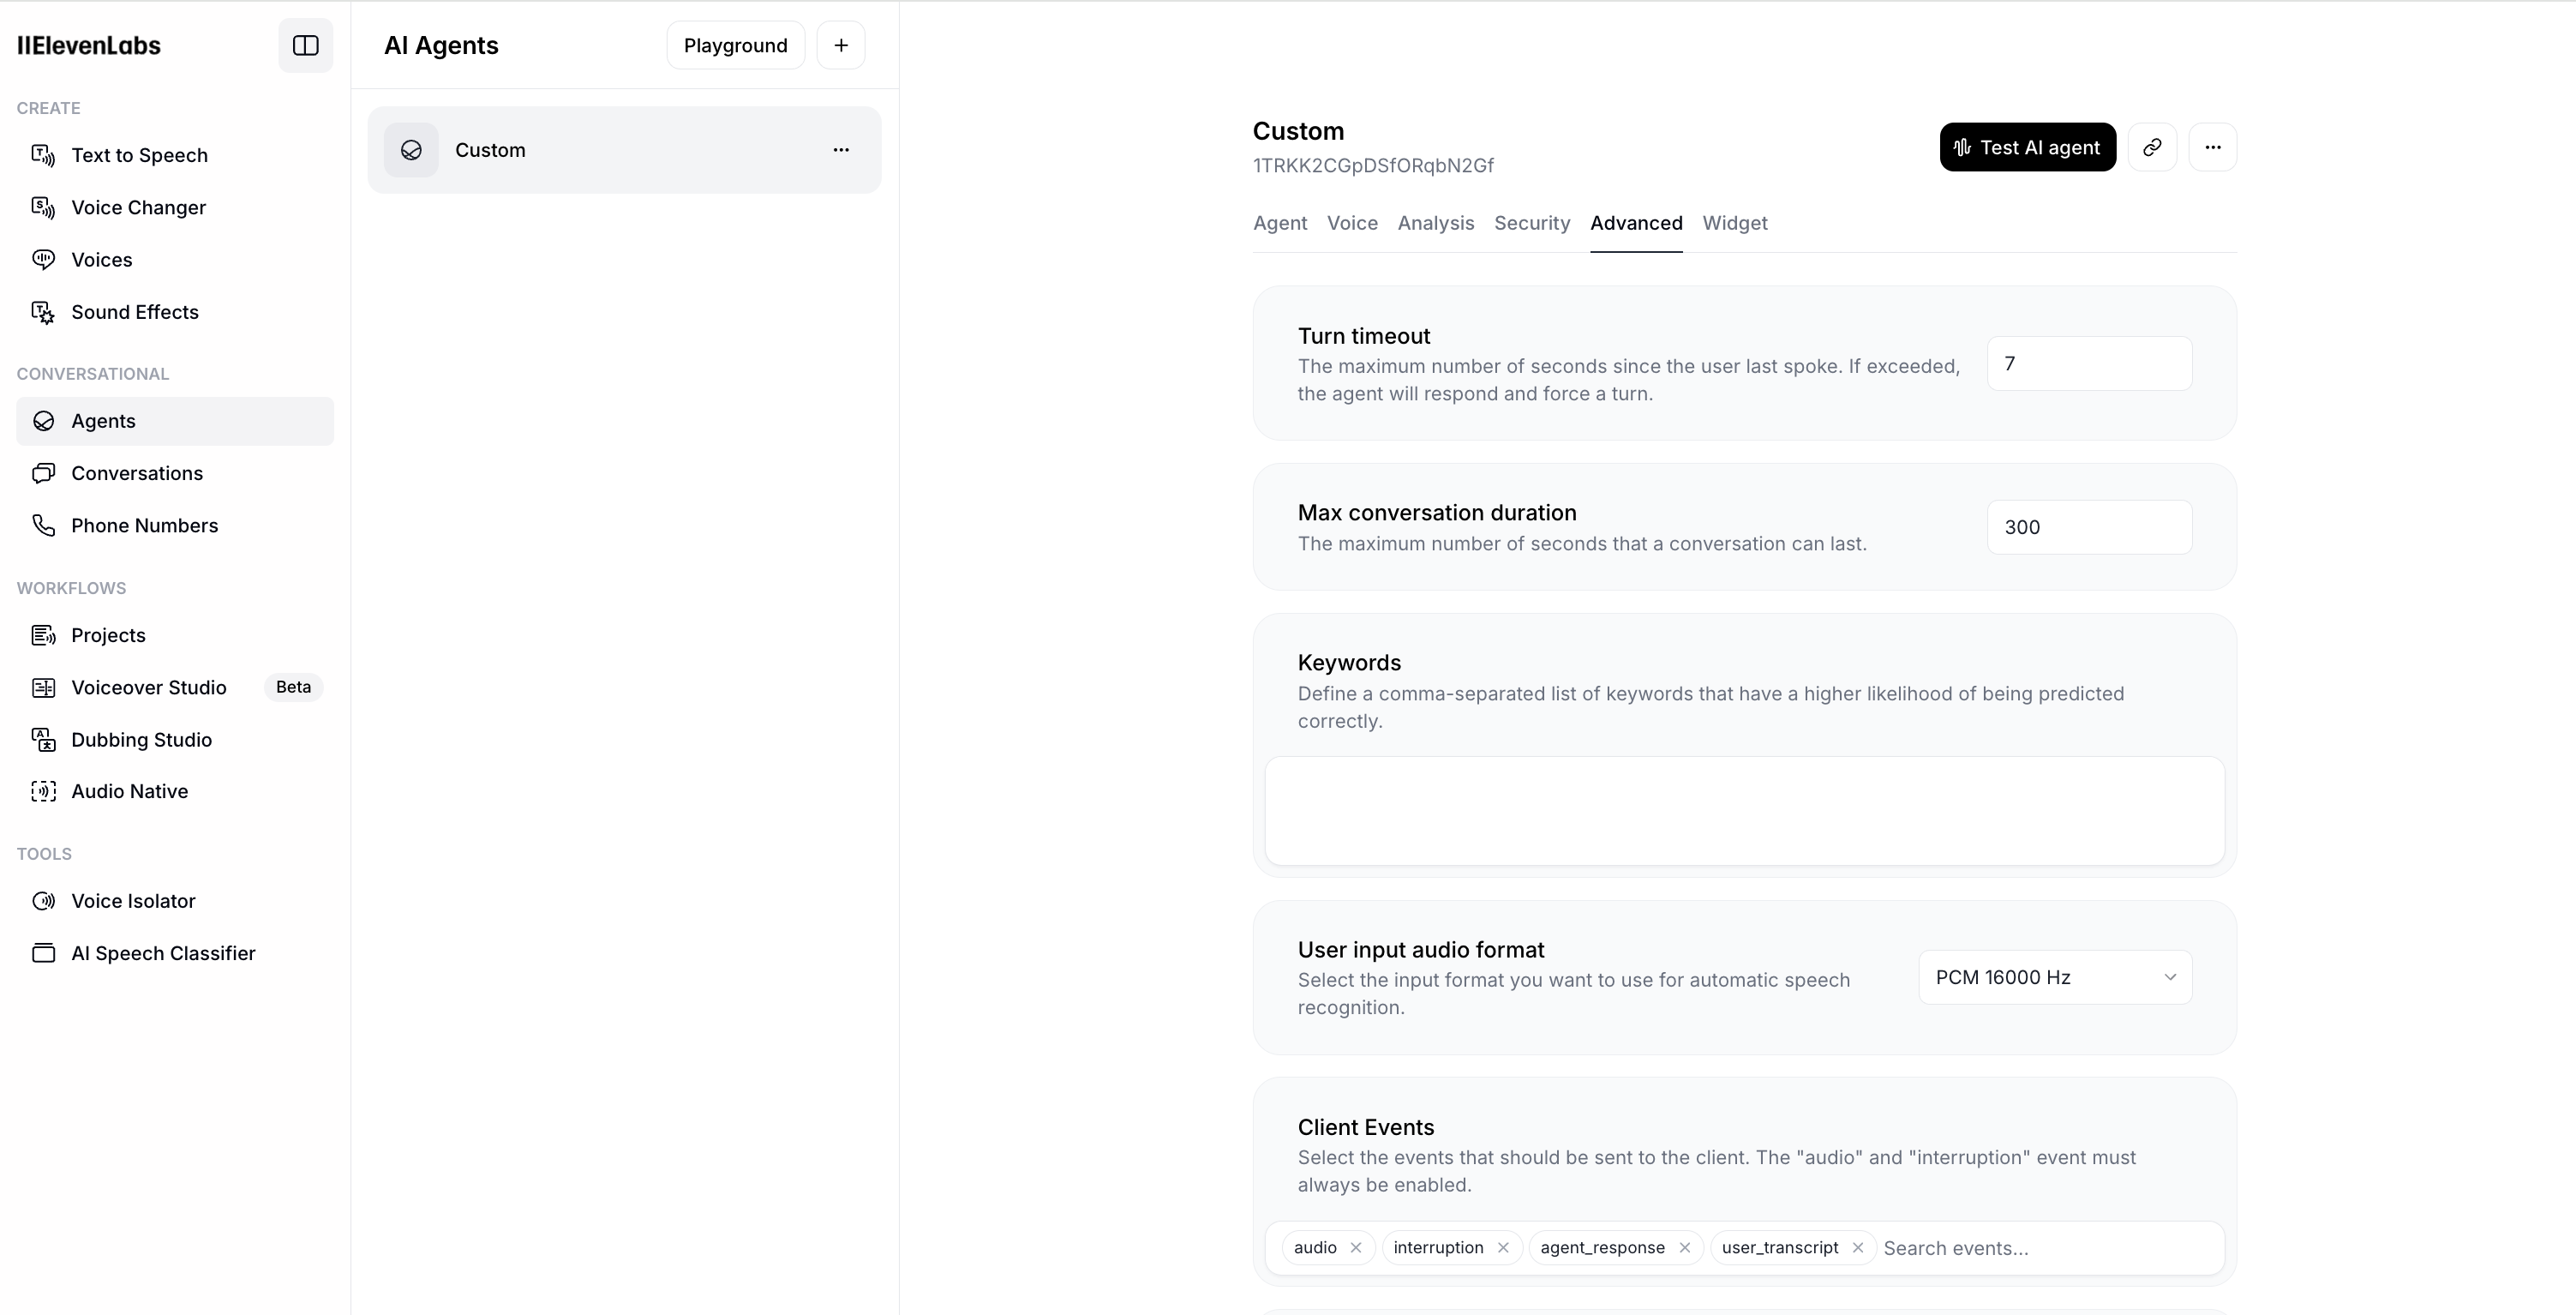 IIElevenLabs
CREATE
Text to Speech
Voice Changer
Voices
Sound Effects
CONVERSATIONAL
Agents
Conversations
Phone Numbers
WORKFLOWS
Projects
Voiceover Studio Beta
Dubbing Studio
Audio Native
TOOLS
Voice Isolator
AI Speech Classifier
AI Agents
Playground
+
Custom
Custom
1TRKK2CGpDSfORqbN2Gf
Test AI agent
Agent Voice Analysis Security Advanced Widget
Turn timeout
The maximum number of seconds since the user last spoke. If exceeded,
the agent will respond and force a turn.
7
Max conversation duration
The maximum number of seconds that a conversation can last.
300
Keywords
Define a comma-separated list of keywords that have a higher likelihood of being predicted
correctly.
User input audio format
Select the input format you want to use for automatic speech
recognition.
PCM 16000 Hz
Client Events
Select the events that should be sent to the client. The "audio" and "interruption" event must
always be enabled.
audio interruption agent_response user_transcript Search events...